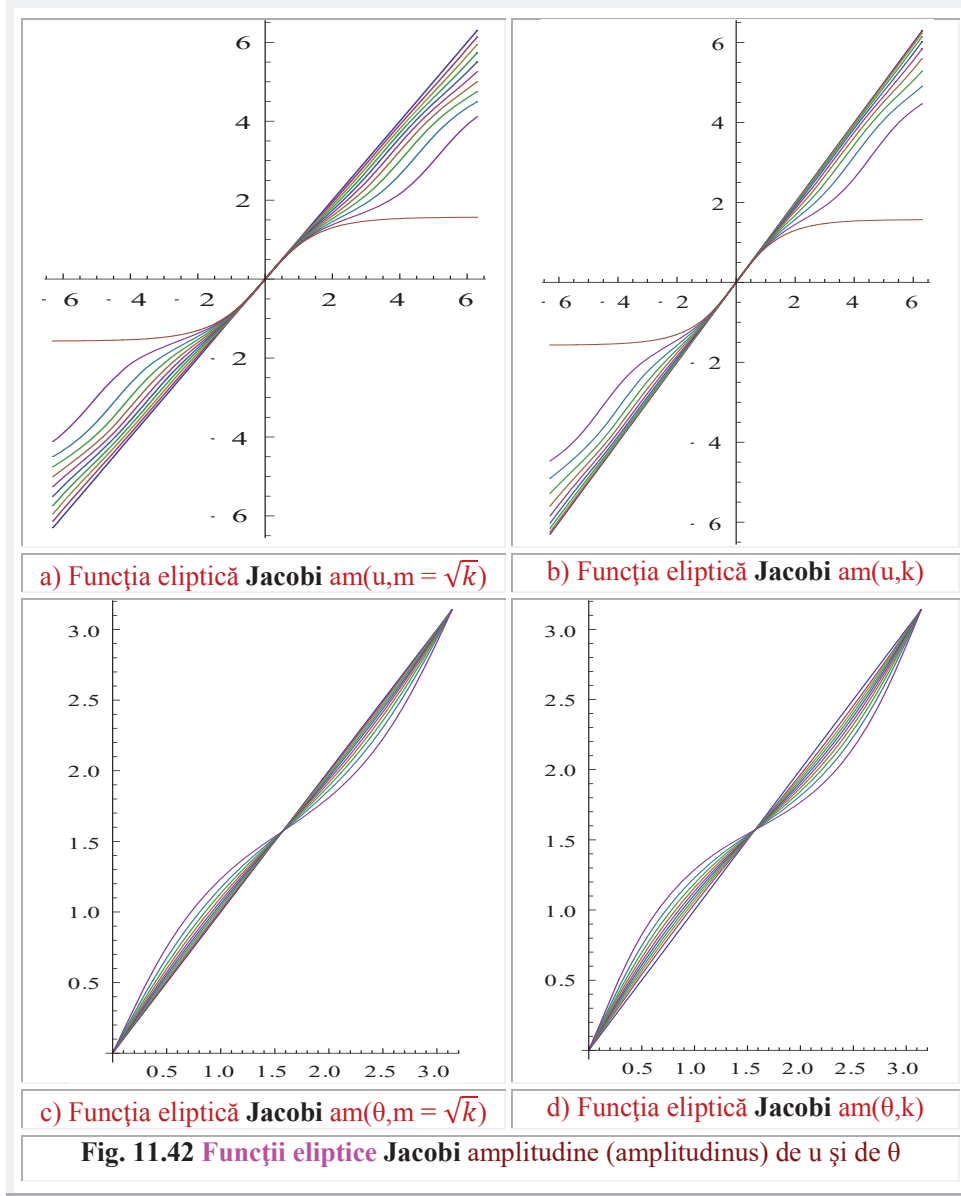 6
4
2
- 6 - 4 - 2 2 4 6
- 2
- 4
- 6
a) Funcţia eliptică Jacobi am(u,m = √k)
6
4
2
- 6 - 4 - 2 2 4 6
- 2
- 4
- 6
b) Funcţia eliptică Jacobi am(u,k)
3.0
2.5
2.0
1.5
1.0
0.5
0.5 1.0 1.5 2.0 2.5 3.0
c) Funcţia eliptică Jacobi am(θ,m = √k)
3.0
2.5
2.0
1.5
1.0
0.5
0.5 1.0 1.5 2.0 2.5 3.0
d) Funcţia eliptică Jacobi am(θ,k)
Fig. 11.42 Funcţii eliptice Jacobi amplitudine (amplitudinus) de u şi de θ